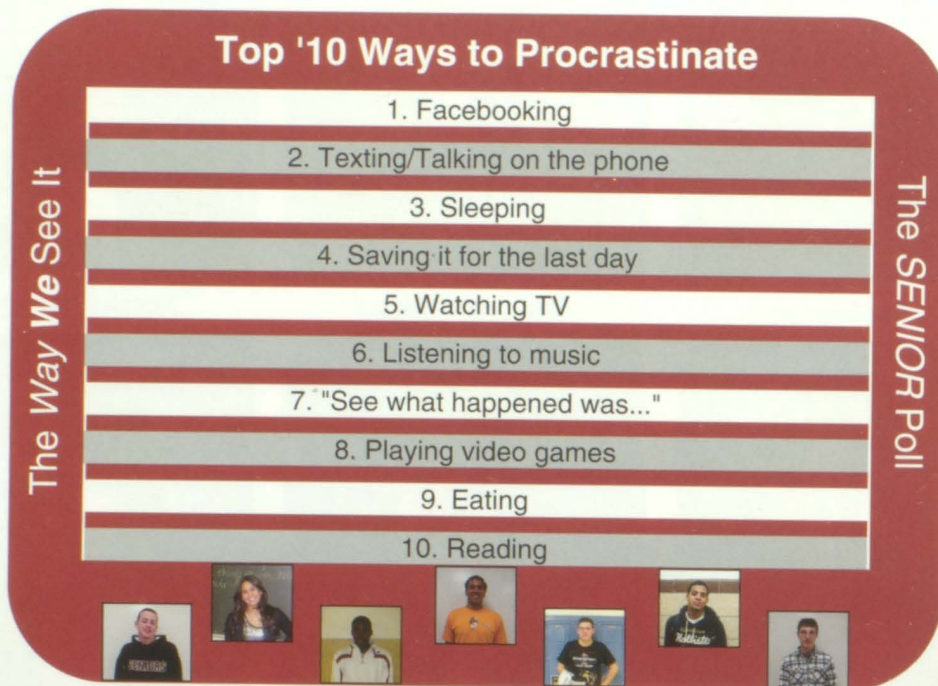 Top '10 Ways to Procrastinate
The Way We See It
1. Facebooking
2. Texting/Talking on the phone
3. Sleeping
4. Saving it for the last day
5. Watching TV
6. Listening to music
7. "See what happened was..."
8. Playing video games
9. Eating
10. Reading
The SENIOR Poll
SENIORS
Hollister